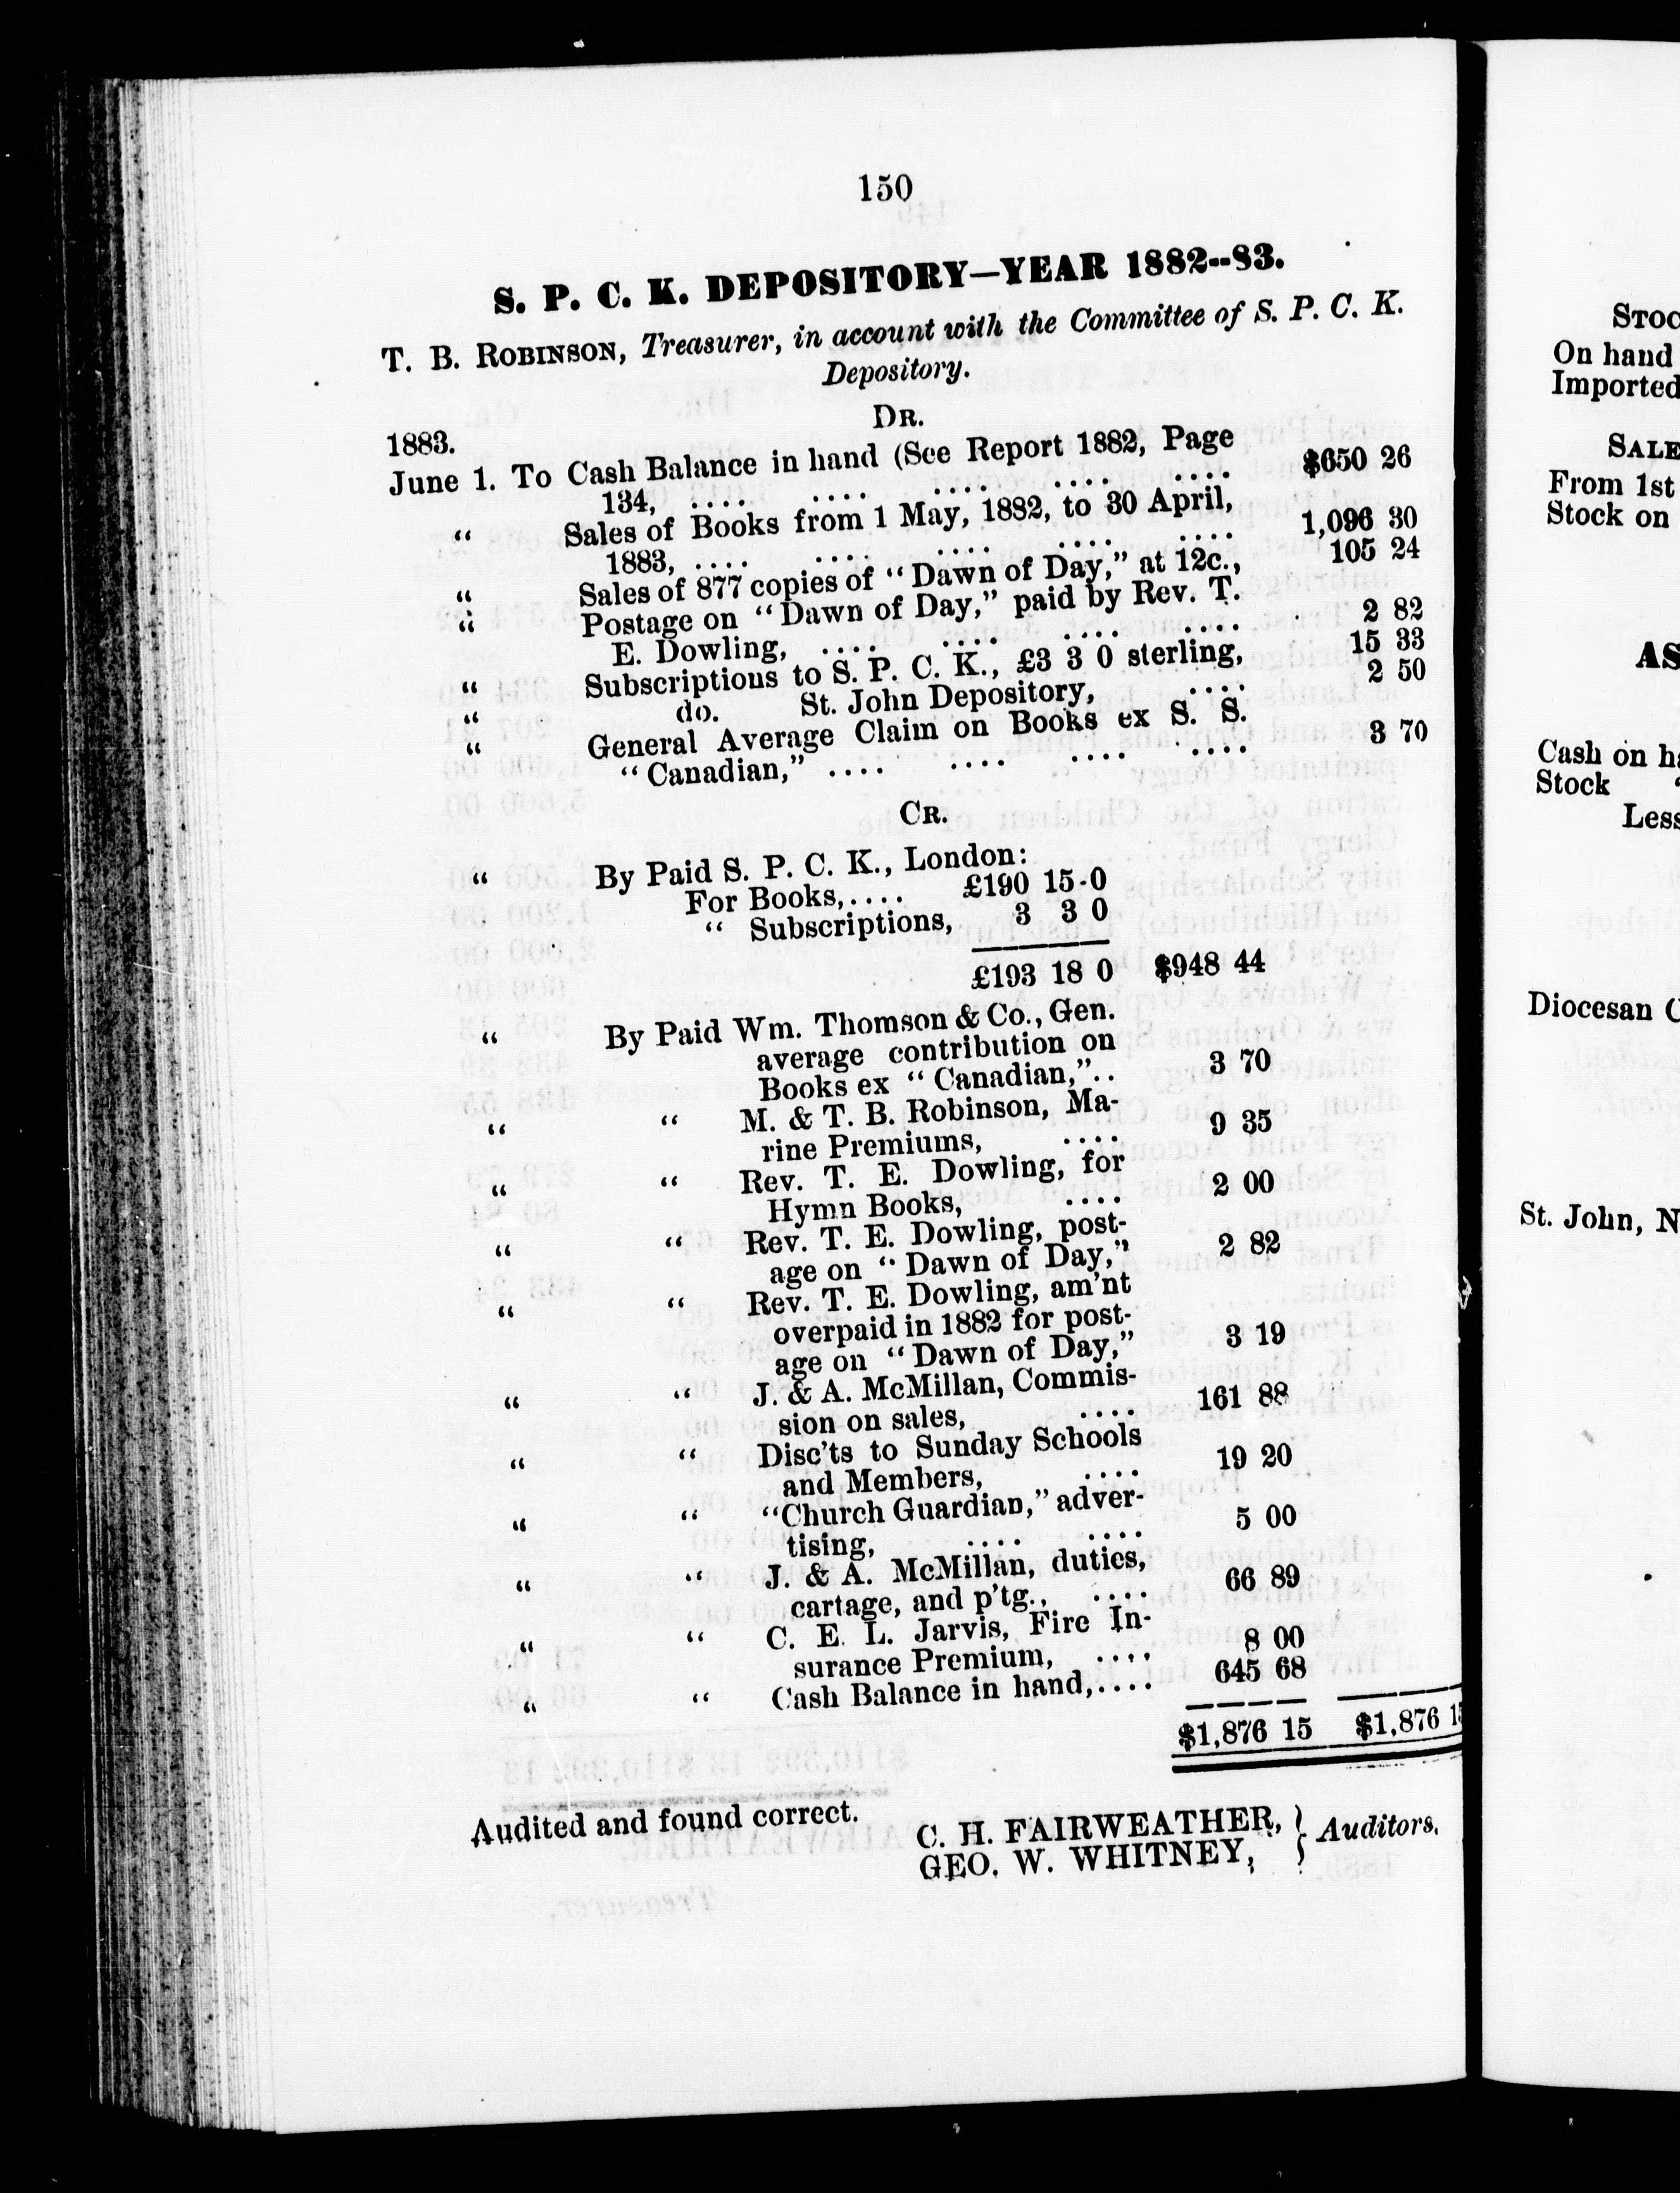 150
S. P. C. K. DEPOSITORY—YEAR 1882--83.
T. B. ROBINSON, Treasurer, in account with the Committee of S. P. C. K.
Depository.
DR.
1883.
June 1. To Cash Balance in hand (See Report 1882, Page
134, .... .... .... .... .... $650 26
“ Sales of Books from 1 May, 1882, to 30 April,
1883, .... .... .... .... .... 1,096 30
“ Sales of 877 copies of “Dawn of Day,” at 12c., 105 24
“ Postage on “Dawn of Day,” paid by Rev. T.
E. Dowling, .... .... .... .... 2 82
“ Subscriptions to S. P. C. K., £3 3 0 sterling, 15 33
“ do. St. John Depository, .... 2 50
“ General Average Claim on Books ex S. S.
“Canadian,” .... .... .... .... 3 70
CR.
“ By Paid S. P. C. K., London:
For Books,.... £190 15 0
“ Subscriptions, 3 3 0
£193 18 0 $948 44
“ By Paid Wm. Thomson & Co., Gen.
average contribution on
Books ex “Canadian,”.. 3 70
“ “ M. & T. B. Robinson, Ma-
rine Premiums, .... 9 35
“ “ Rev. T. E. Dowling, for
Hymn Books, .... 2 00
“ “ Rev. T. E. Dowling, post-
age on “Dawn of Day,” 2 82
“ “ Rev. T. E. Dowling, am'nt
overpaid in 1882 for post-
age on “Dawn of Day,” 3 19
“ “ J. & A. McMillan, Commis-
sion on sales, .... 161 88
“ “ Disc'ts to Sunday Schools
and Members, .... 19 20
“ “ “Church Guardian,” adver-
tising, .... .... 5 00
“ “ J. & A. McMillan, duties,
cartage, and p'tg., .... 66 89
“ “ C. E. L. Jarvis, Fire In-
surance Premium, .... 8 00
“ “ Cash Balance in hand,.... 645 68
$1,876 15 $1,876 15
Audited and found correct.
C. H. FAIRWEATHER, } Auditors.
GEO. W. WHITNEY,
STOC
On hand
Imported
SALE
From 1st
Stock on
AS
Cash on ha
Stock “
Less
Diocesan C
St. John, N